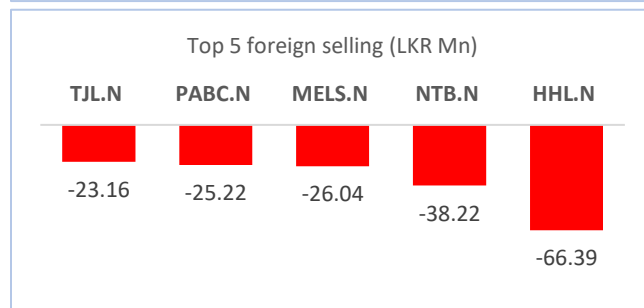 Top 5 foreign selling (LKR Mn)
TJL.N PABC.N MELS.N NTB.N HHL.N
-23.16 -25.22 -26.04 -38.22 -66.39